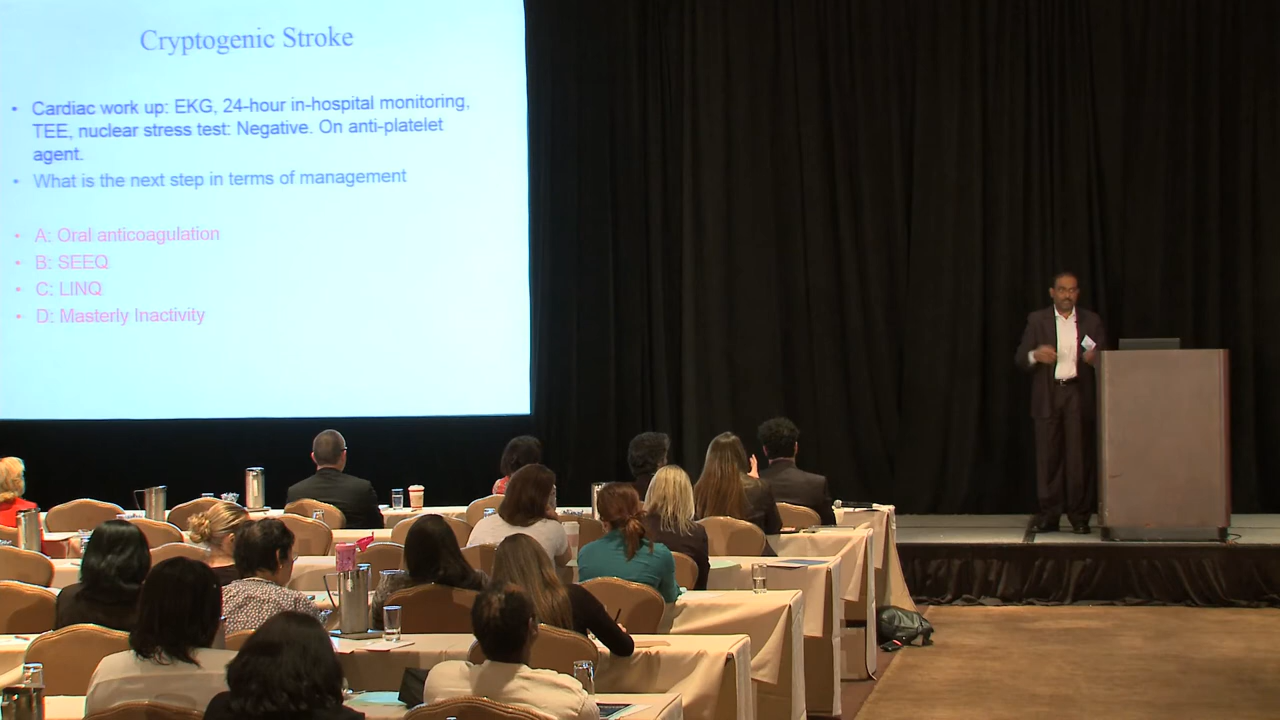 Cryptogenic Stroke
• Cardiac work up: EKG, 24-hour in-hospital monitoring,
TEE, nuclear stress test: Negative. On anti-platelet
agent.
• What is the next step in terms of management
• A: Oral anticoagulation
• B: SEEQ
• C: LINQ
• D: Masterly Inactivity